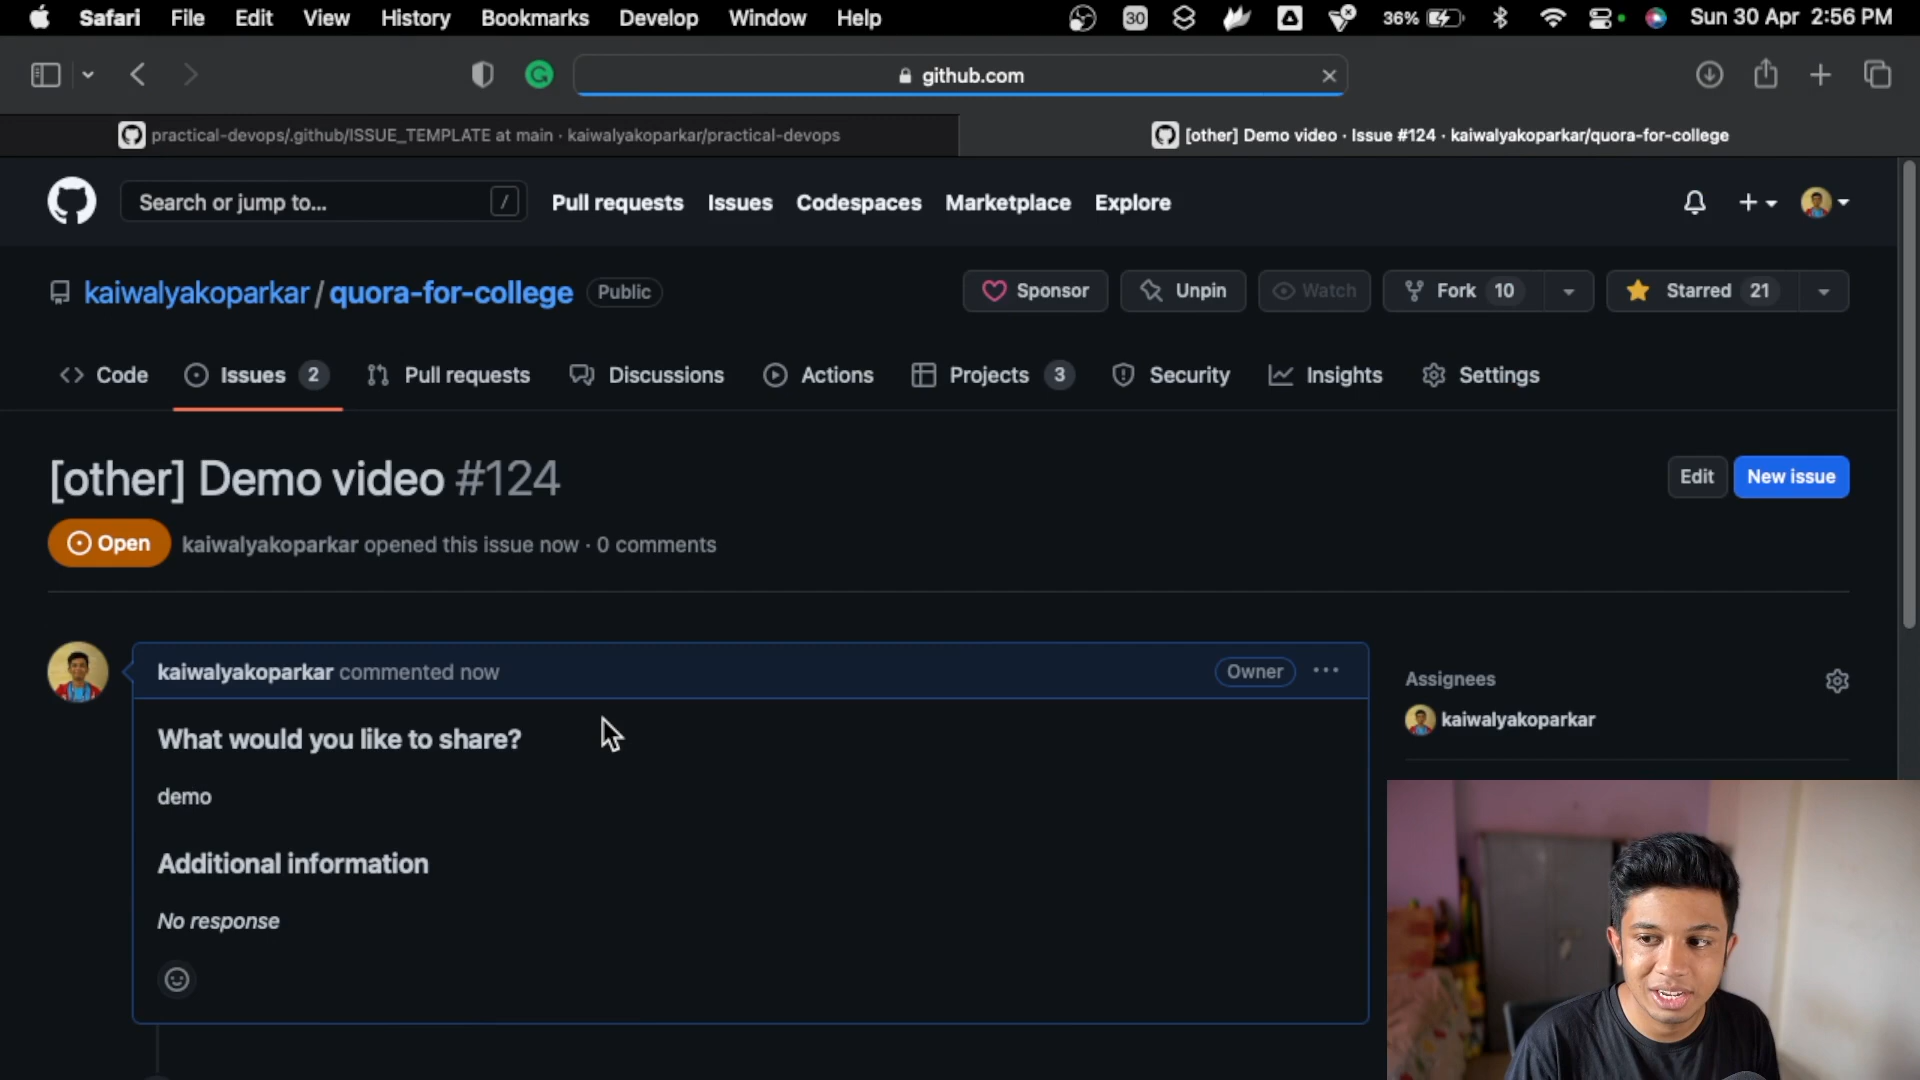 Safari File Edit View History Bookmarks Develop Window Help 30 36% Sun 30 Apr 2:56 PM
github.com
practical-devops/.github/ISSUE_TEMPLATE at main · kaiwalyakoparkar/practical-devops
[other] Demo video · Issue #124 · kaiwalyakoparkar/quora-for-college
Search or jump to... / Pull requests Issues Codespaces Marketplace Explore
kaiwalyakoparkar / quora-for-college Public Sponsor Unpin Watch Fork 10 Starred 21
Code Issues 2 Pull requests Discussions Actions Projects 3 Security Insights Settings
[other] Demo video #124 Edit New issue
Open kaiwalyakoparkar opened this issue now · 0 comments
kaiwalyakoparkar commented now Owner
Assignees
kaiwalyakoparkar
What would you like to share?
demo
Additional information
No response